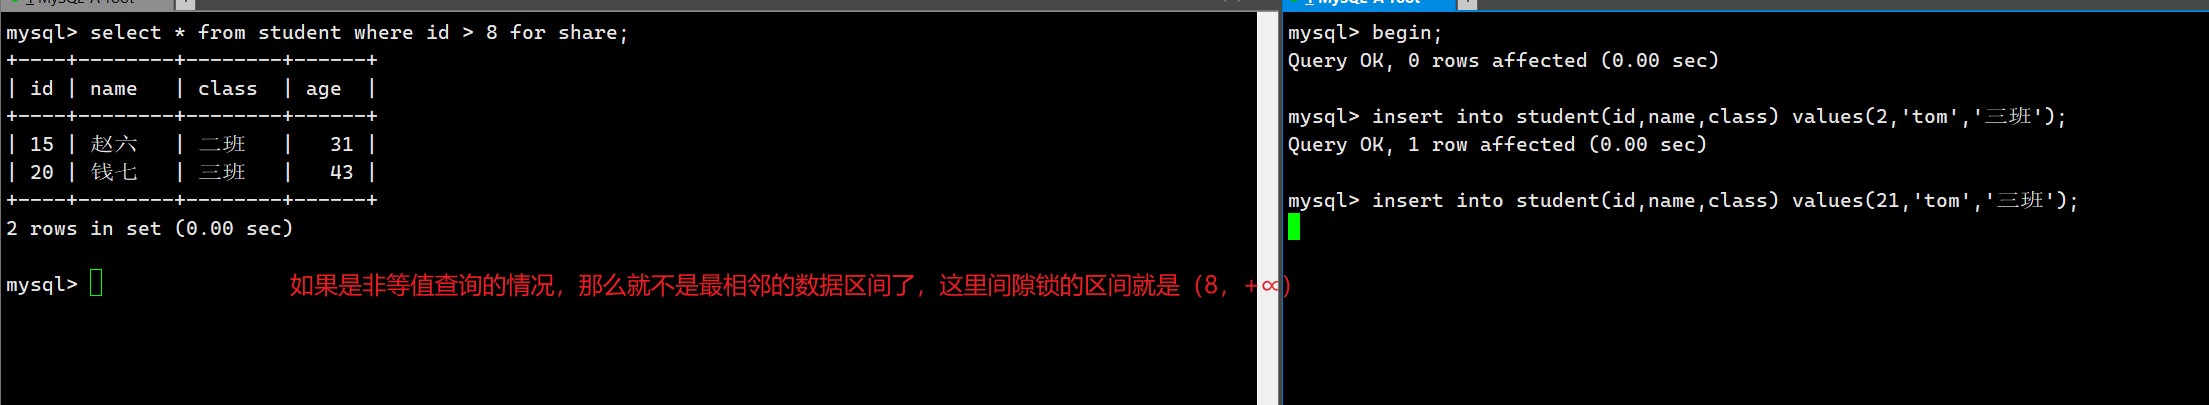 mysql> select * from student where id > 8 for share;
+----+--------+--------+------+
| id | name   | class  | age  |
+----+--------+--------+------+
| 15 | 赵六   | 二班   |   31 |
| 20 | 钱七   | 三班   |   43 |
+----+--------+--------+------+
2 rows in set (0.00 sec)
mysql>
如果是非等值查询的情况，那么就不是最相邻的数据区间了，这里间隙锁的区间就是（8，+∞）
mysql> begin;
Query OK, 0 rows affected (0.00 sec)
mysql> insert into student(id,name,class) values(2,'tom','三班');
Query OK, 1 row affected (0.00 sec)
mysql> insert into student(id,name,class) values(21,'tom','三班');